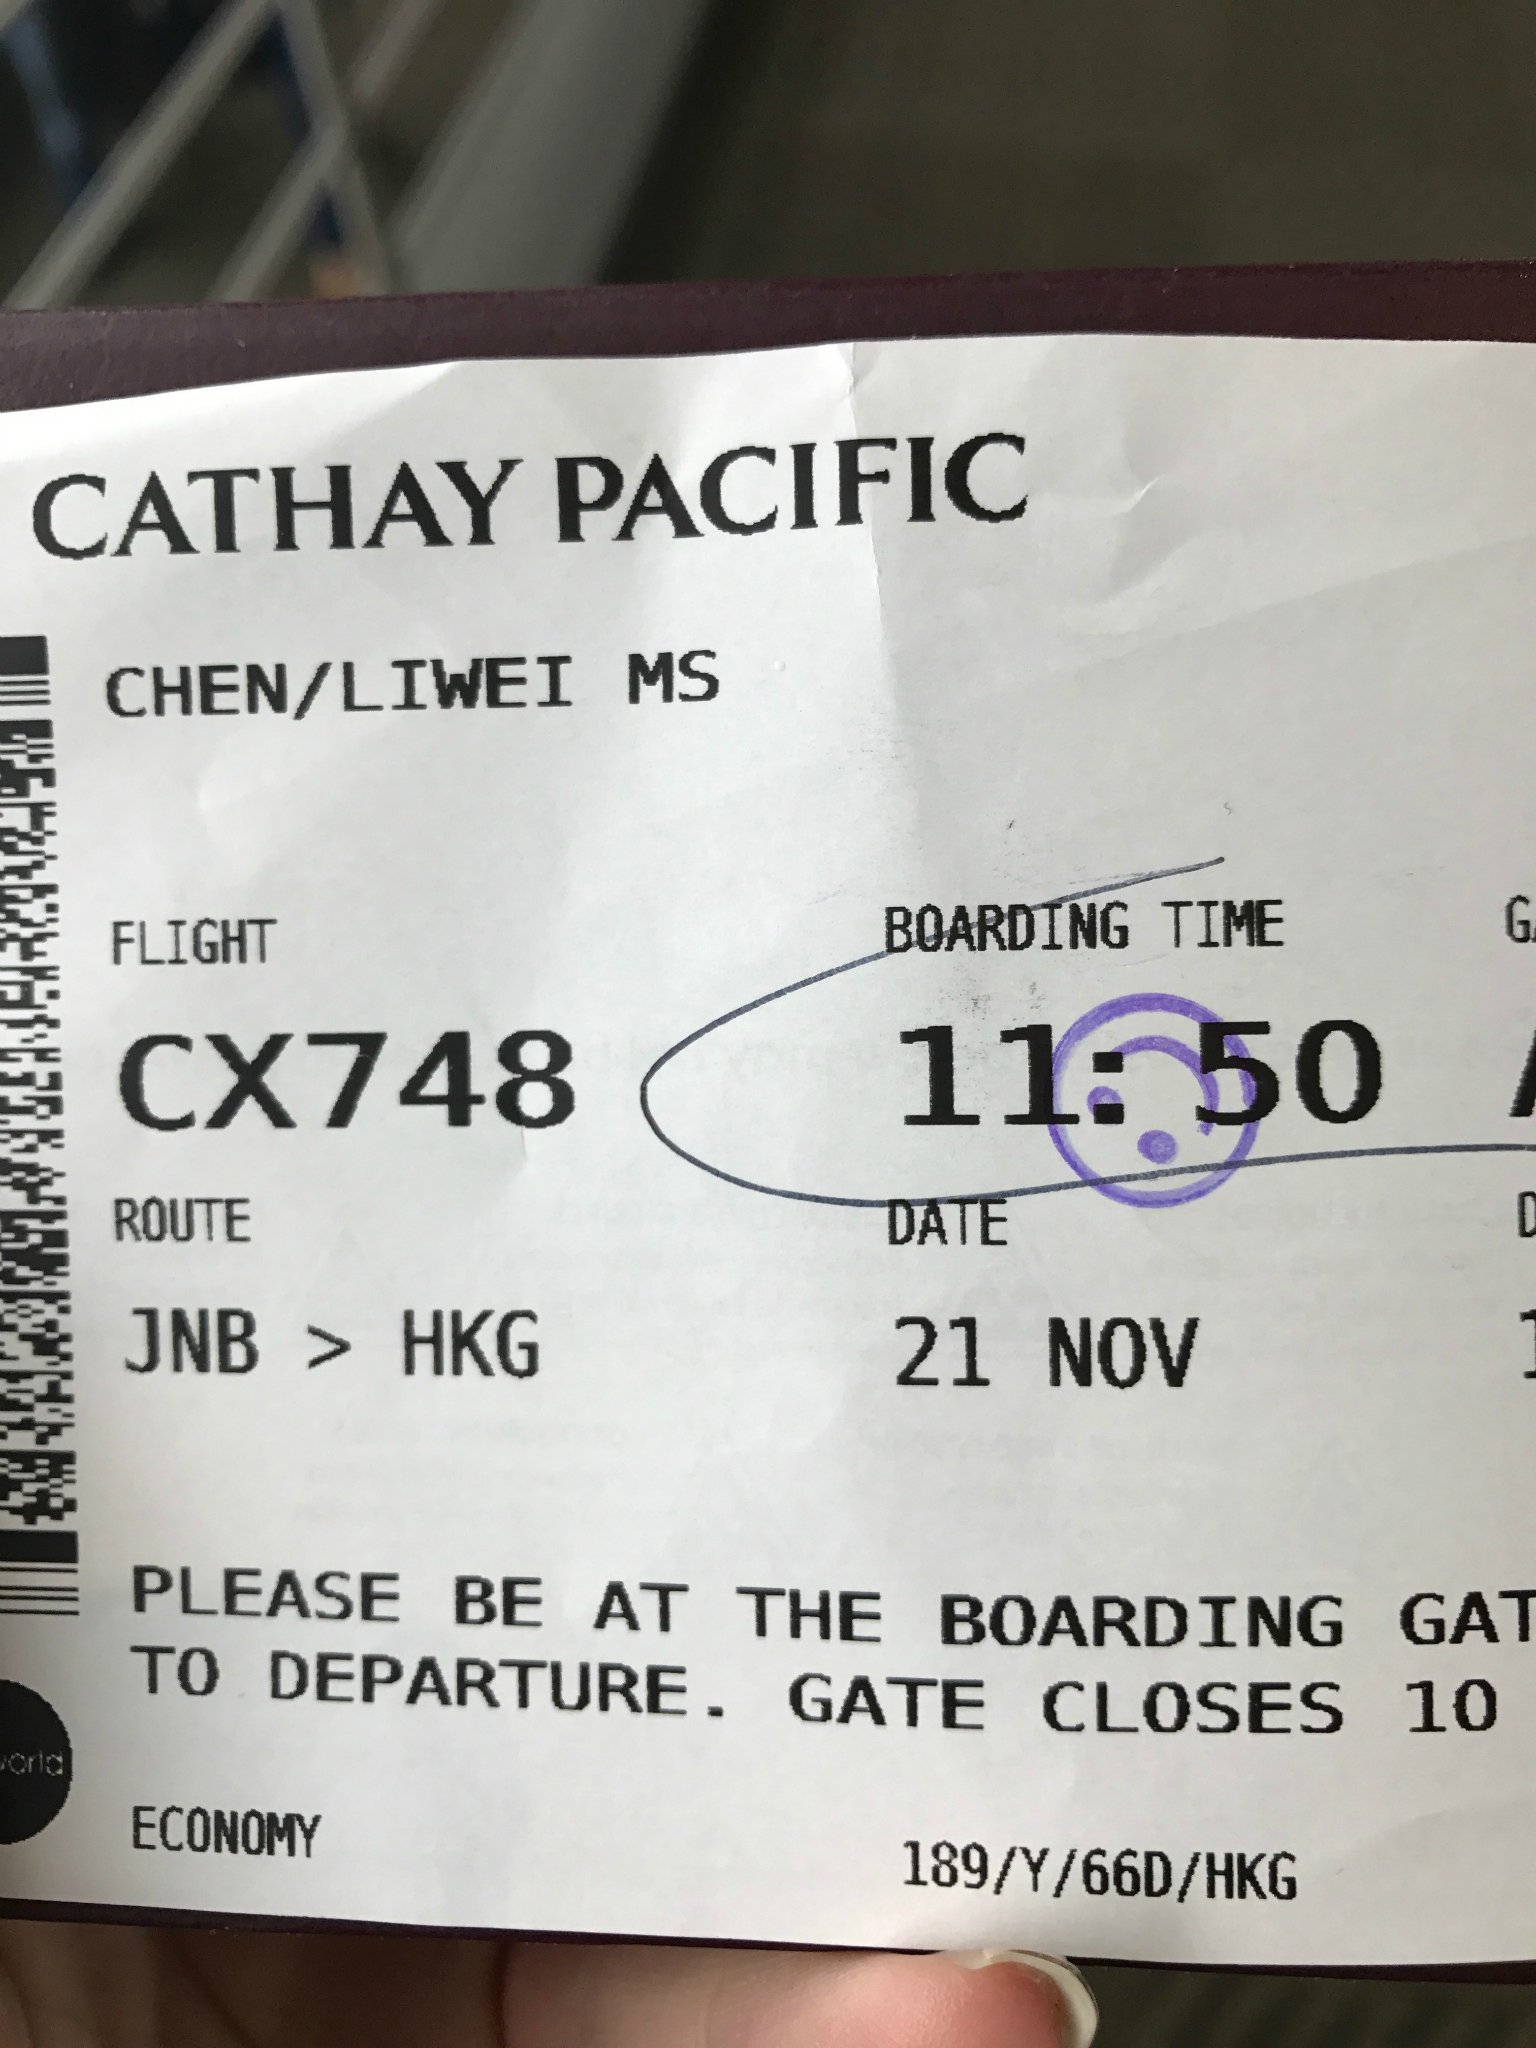 CATHAY PACIFIC
CHEN/LIWEI MS
FLIGHT BOARDING TIME
CX748 11:50
ROUTE DATE
JNB > HKG 21 NOV
PLEASE BE AT THE BOARDING
TO DEPARTURE. GATE CLOSES 10
ECONOMY 189/Y/66D/HKG